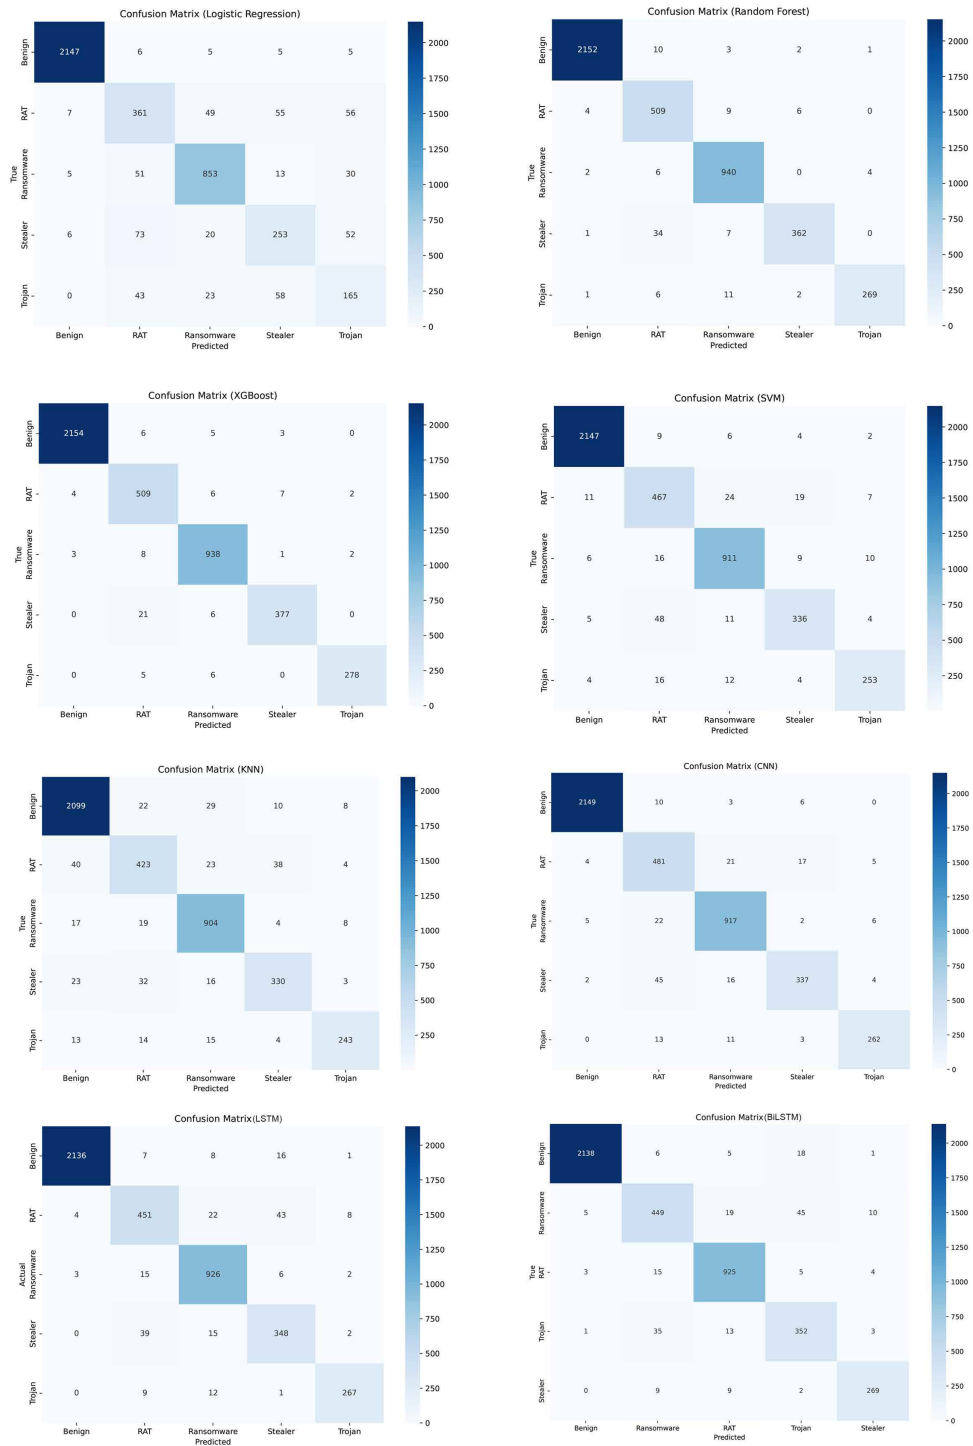 Confusion Matrix (Logistic Regression)
Benign 2147 6 5 5 5
RAT 7 361 49 55 56
True
Ransomware 5 51 853 13 30
Stealer 6 73 20 253 52
Trojan 0 43 23 58 165
Benign RAT Ransomware Stealer Trojan
Predicted
2000
1750
1500
1250
1000
750
500
250
0
Confusion Matrix (Random Forest)
Benign 2152 10 3 2 1
RAT 4 509 9 6 0
True
Ransomware 2 6 940 0 4
Stealer 1 34 7 362 0
Trojan 1 6 11 2 269
Benign RAT Ransomware Stealer Trojan
Predicted
2000
1750
1500
1250
1000
750
500
250
0
Confusion Matrix (XGBoost)
Benign 2154 6 5 3 0
RAT 4 509 6 7 2
True
Ransomware 3 8 938 1 2
Stealer 0 21 6 377 0
Trojan 0 5 6 0 278
Benign RAT Ransomware Stealer Trojan
Predicted
2000
1750
1500
1250
1000
750
500
250
0
Confusion Matrix (SVM)
Benign 2147 9 6 4 2
RAT 11 467 24 19 7
True
Ransomware 6 16 911 9 10
Stealer 5 48 11 336 4
Trojan 4 16 12 4 253
Benign RAT Ransomware Stealer Trojan
Predicted
2000
1750
1500
1250
1000
750
500
250
Confusion Matrix (KNN)
Benign 2099 22 29 10 8
RAT 40 423 23 38 4
True
Ransomware 17 19 904 4 8
Stealer 23 32 16 330 3
Trojan 13 14 15 4 243
Benign RAT Ransomware Stealer Trojan
Predicted
2000
1750
1500
1250
1000
750
500
250
Confusion Matrix (CNN)
Benign 2149 10 3 6 0
RAT 4 481 21 17 5
True
Ransomware 5 22 917 2 6
Stealer 2 45 16 337 4
Trojan 0 13 11 3 262
Benign RAT Ransomware Stealer Trojan
Predicted
2000
1750
1500
1250
1000
750
500
250
0
Confusion Matrix(LSTM)
Benign 2136 7 8 16 1
RAT 4 451 22 43 8
Actual
Ransomware 3 15 926 6 2
Stealer 0 39 15 348 2
Trojan 0 9 12 1 267
Benign RAT Ransomware Stealer Trojan
Predicted
2000
1750
1500
1250
1000
750
500
250
0
Confusion Matrix(BiLSTM)
Benign 2138 6 5 18 1
Ransomware 5 449 19 45 10
True
RAT 3 15 925 5 4
Trojan 1 35 13 352 3
Stealer 0 9 9 2 269
Benign Ransomware RAT Trojan Stealer
Predicted
2000
1750
1500
1250
1000
750
500
250
0